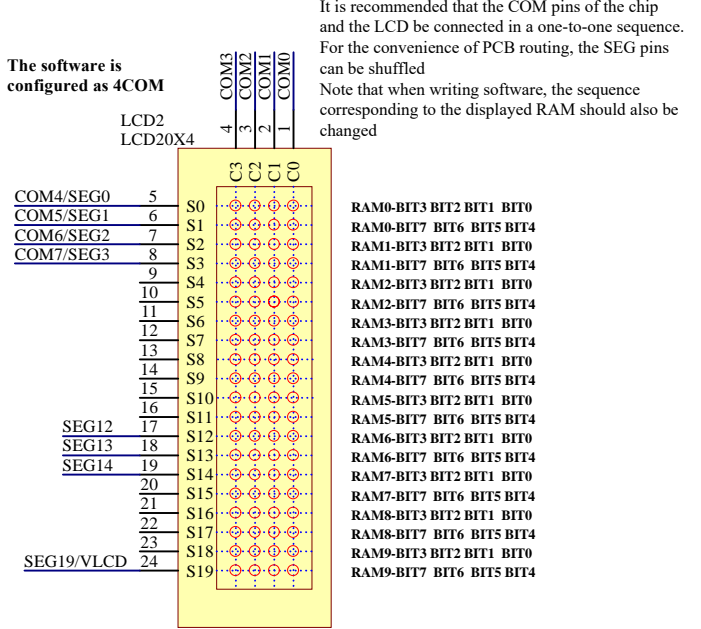 It is recommended that the COM pins of the chip
and the LCD be connected in a one-to-one sequence.
For the convenience of PCB routing, the SEG pins
can be shuffled
Note that when writing software, the sequence
corresponding to the displayed RAM should also be
changed
The software is
configured as 4COM
COM3
COM2
COM1
COM0
4
3
2
1
LCD2
LCD20X4
C3
C2
C1
C0
COM4/SEG0 5 S0 RAM0-BIT3 BIT2 BIT1 BIT0
COM5/SEG1 6 S1 RAM0-BIT7 BIT6 BIT5 BIT4
COM6/SEG2 7 S2 RAM1-BIT3 BIT2 BIT1 BIT0
COM7/SEG3 8 S3 RAM1-BIT7 BIT6 BIT5 BIT4
9 S4 RAM2-BIT3 BIT2 BIT1 BIT0
10 S5 RAM2-BIT7 BIT6 BIT5 BIT4
11 S6 RAM3-BIT3 BIT2 BIT1 BIT0
12 S7 RAM3-BIT7 BIT6 BIT5 BIT4
13 S8 RAM4-BIT3 BIT2 BIT1 BIT0
14 S9 RAM4-BIT7 BIT6 BIT5 BIT4
15 S10 RAM5-BIT3 BIT2 BIT1 BIT0
16 S11 RAM5-BIT7 BIT6 BIT5 BIT4
SEG12 17 S12 RAM6-BIT3 BIT2 BIT1 BIT0
SEG13 18 S13 RAM6-BIT7 BIT6 BIT5 BIT4
SEG14 19 S14 RAM7-BIT3 BIT2 BIT1 BIT0
20 S15 RAM7-BIT7 BIT6 BIT5 BIT4
21 S16 RAM8-BIT3 BIT2 BIT1 BIT0
22 S17 RAM8-BIT7 BIT6 BIT5 BIT4
23 S18 RAM9-BIT3 BIT2 BIT1 BIT0
SEG19/VLCD 24 S19 RAM9-BIT7 BIT6 BIT5 BIT4